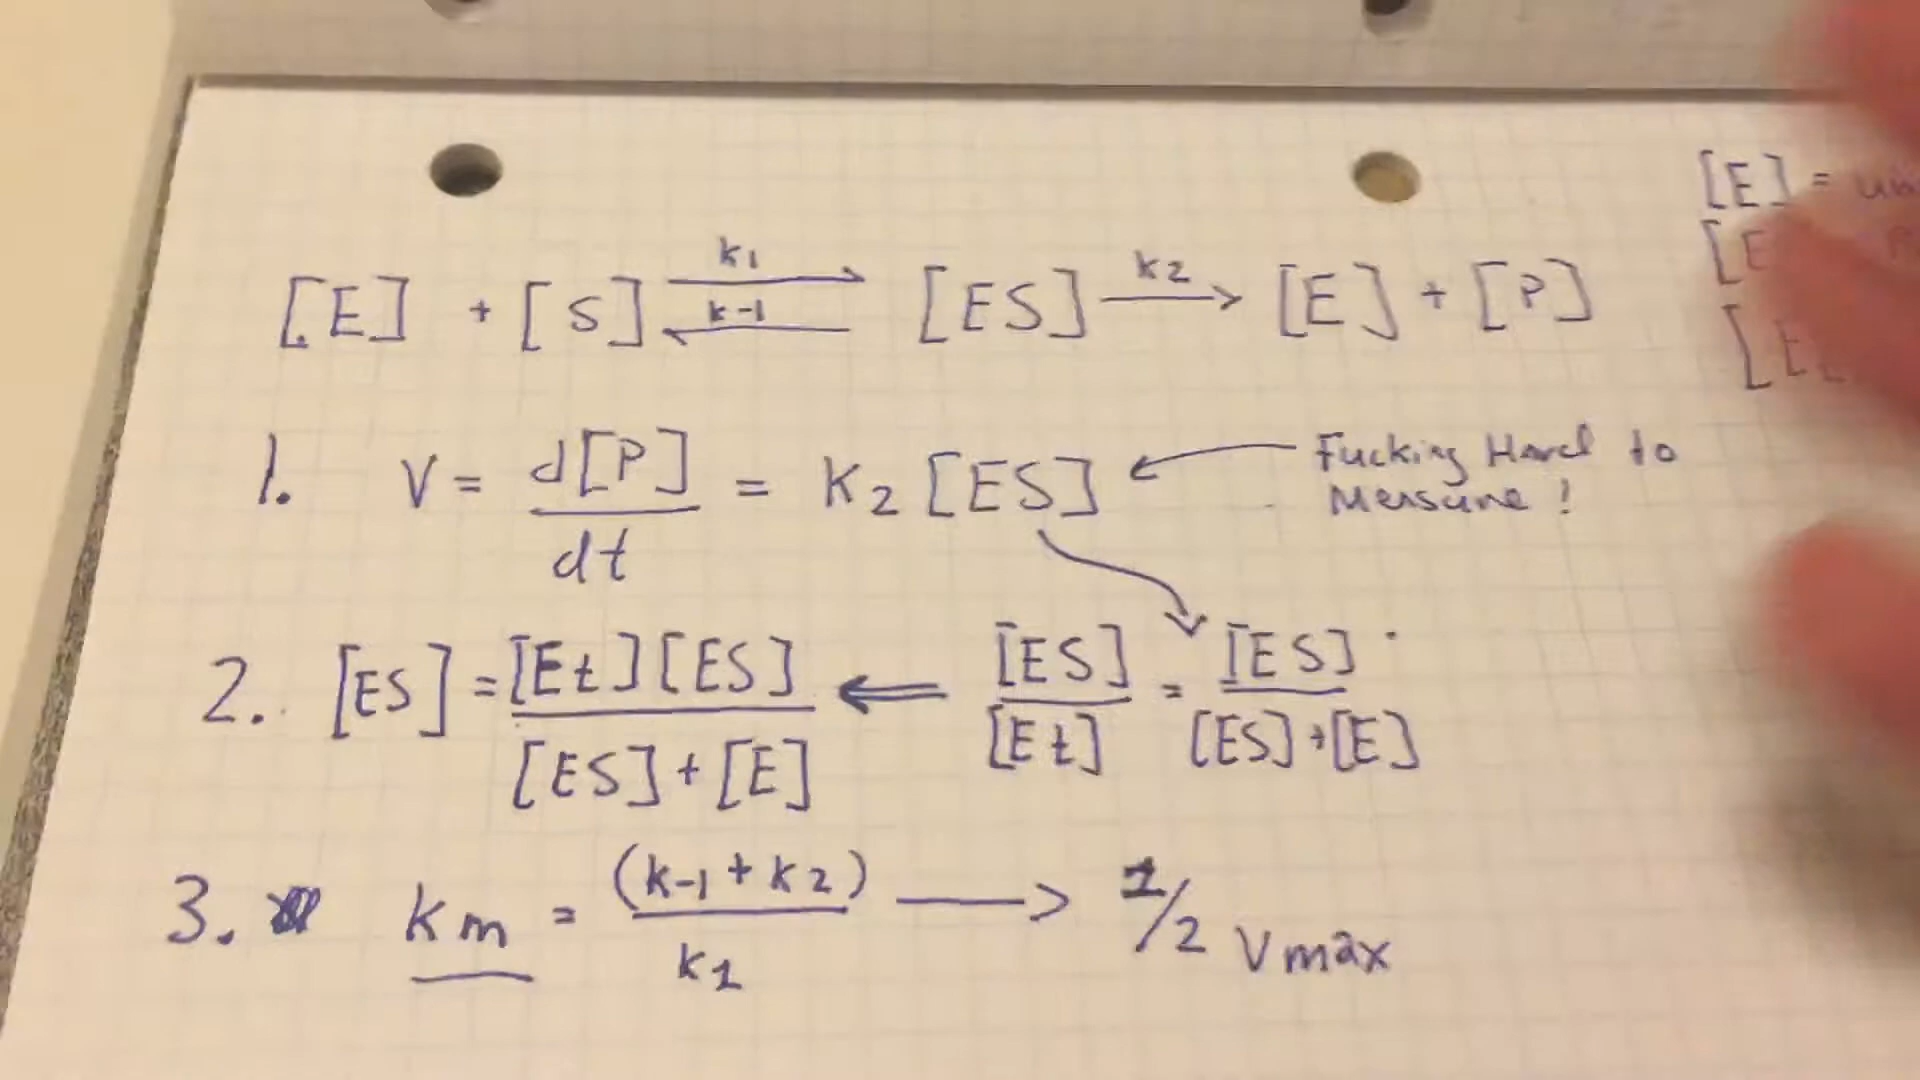 [E] =
[E
[E
k1
[E] + [S] ⇌ [ES] k2 → [E] + [P]
k-1
1. V = d[P]/dt = K2 [ES] ← Fucking Hard to
Measure!
2. [ES] = [Et][ES]/([ES]+[E]) ⇐ [ES]/[Et] = [ES]/([ES]+[E])
3. km = (k-1 + k2)/k1 → 1/2 Vmax